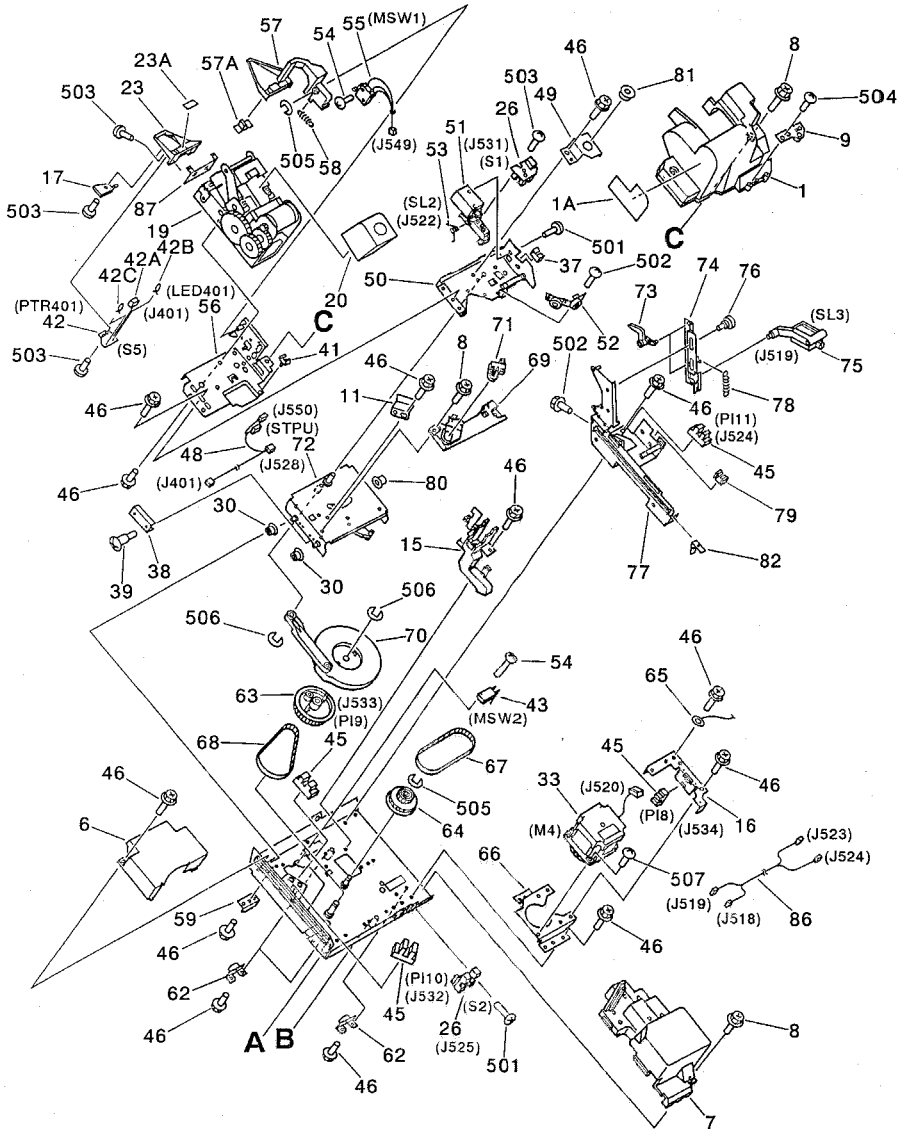 57
55 (MSW1)
54
46
8
23A
57A
503
81
23
49
504
503
51
26
(J531)
(S1)
505
58
(J549)
53
9
17
(SL2)
(J522)
1
87
1A
503
19
C
501
42B
42A
42C
37
502
74
76
50
(LED401)
(PTR401)
(J401)
20
73
(SL3)
42
56
C
71
52
(S5)
41
8
502
(J519)
75
503
46
69
46
78
46
11
(PI11)
(J524)
(J550)
(STPU)
72
48
(J528)
45
(J401)
80
46
46
79
30
15
38
77
82
39
30
506
506
70
54
46
63
(J533)
(PI9)
43
65
(MSW2)
68
45
67
45
46
33
(J520)
46
505
6
64
(M4)
(PI8)
(J534)
16
(J523)
66
507
(J524)
59
(J519)
(J518)
86
46
46
62
(PI10)
(J532)
45
(S2)
8
46
26
(J525)
A B
62
501
46
7